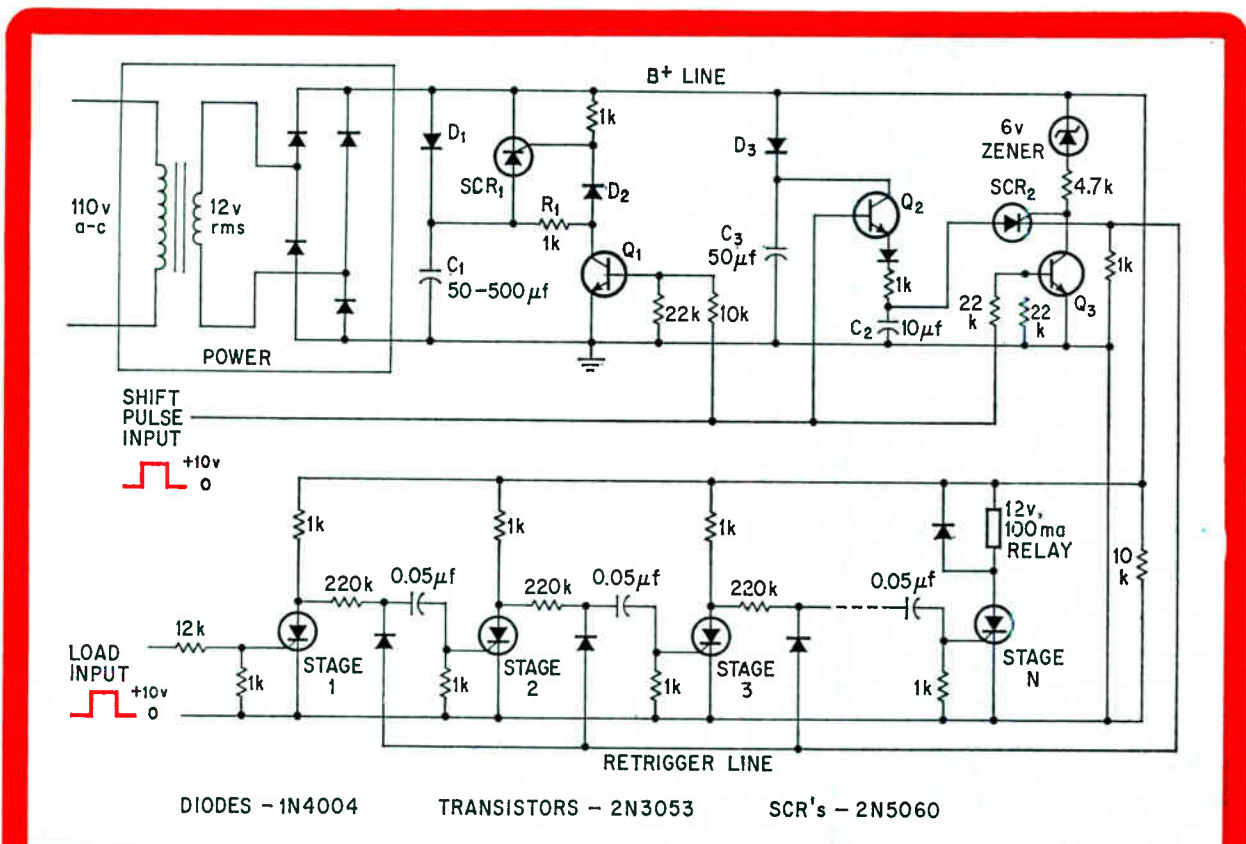 B+ LINE
110v
a-c
12v
rms
POWER
D1
SCR1
1k
D2
R1
1k
C1
50-500μf
Q1
22k
10k
D3
C3
50μf
Q2
1k
C2
10μf
6v
ZENER
SCR2
4.7k
22
k
22
k
Q3
1k
SHIFT
PULSE
INPUT
+10v
0
1k
1k
1k
12v,
100ma
RELAY
10
k
220k
0.05μf
220k
0.05μf
220k
0.05μf
12k
LOAD
INPUT
+10v
0
1k
STAGE
1
1k
STAGE
2
1k
STAGE
3
1k
STAGE
N
RETRIGGER LINE
DIODES - 1N4004
TRANSISTORS - 2N3053
SCR's - 2N5060